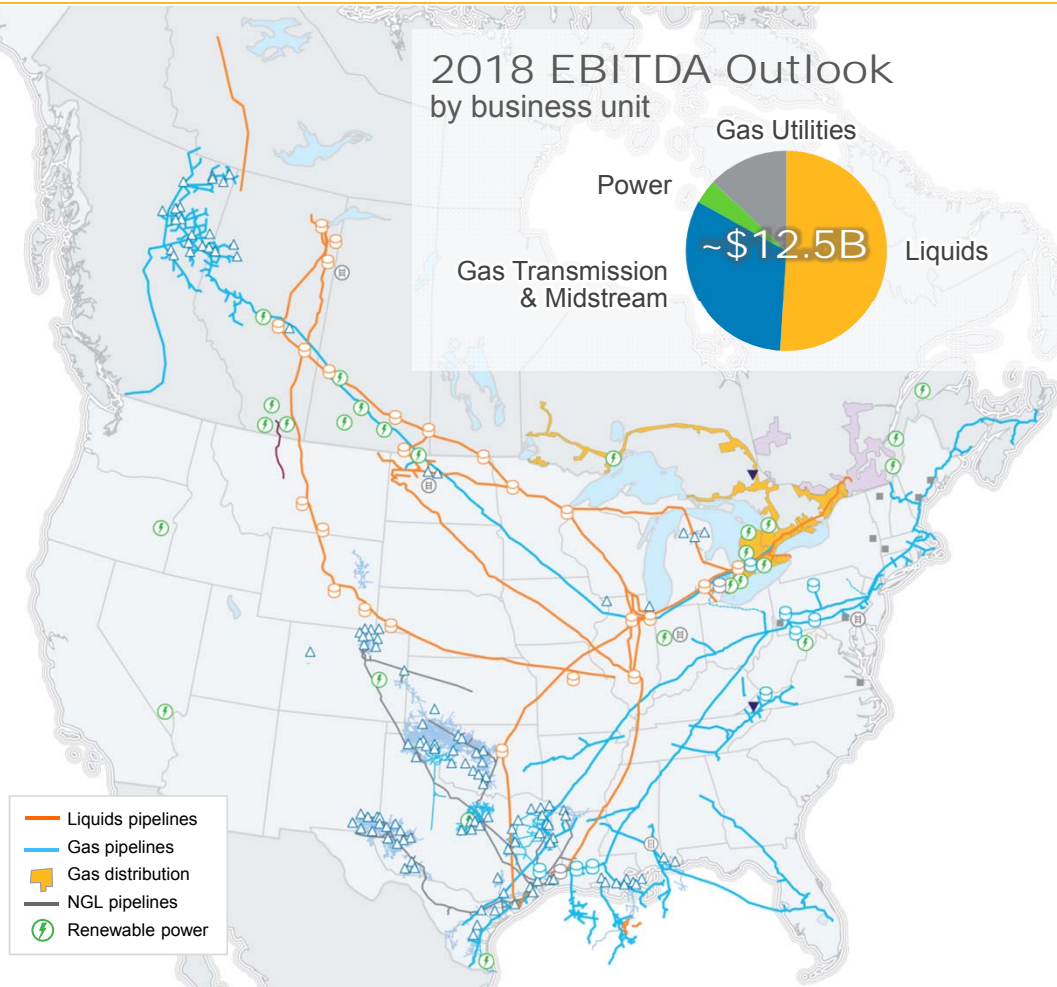 2018 EBITDA Outlook
by business unit
Gas Utilities
Power
~$12.5B
Liquids
Gas Transmission
& Midstream
Liquids pipelines
Gas pipelines
Gas distribution
NGL pipelines
Renewable power